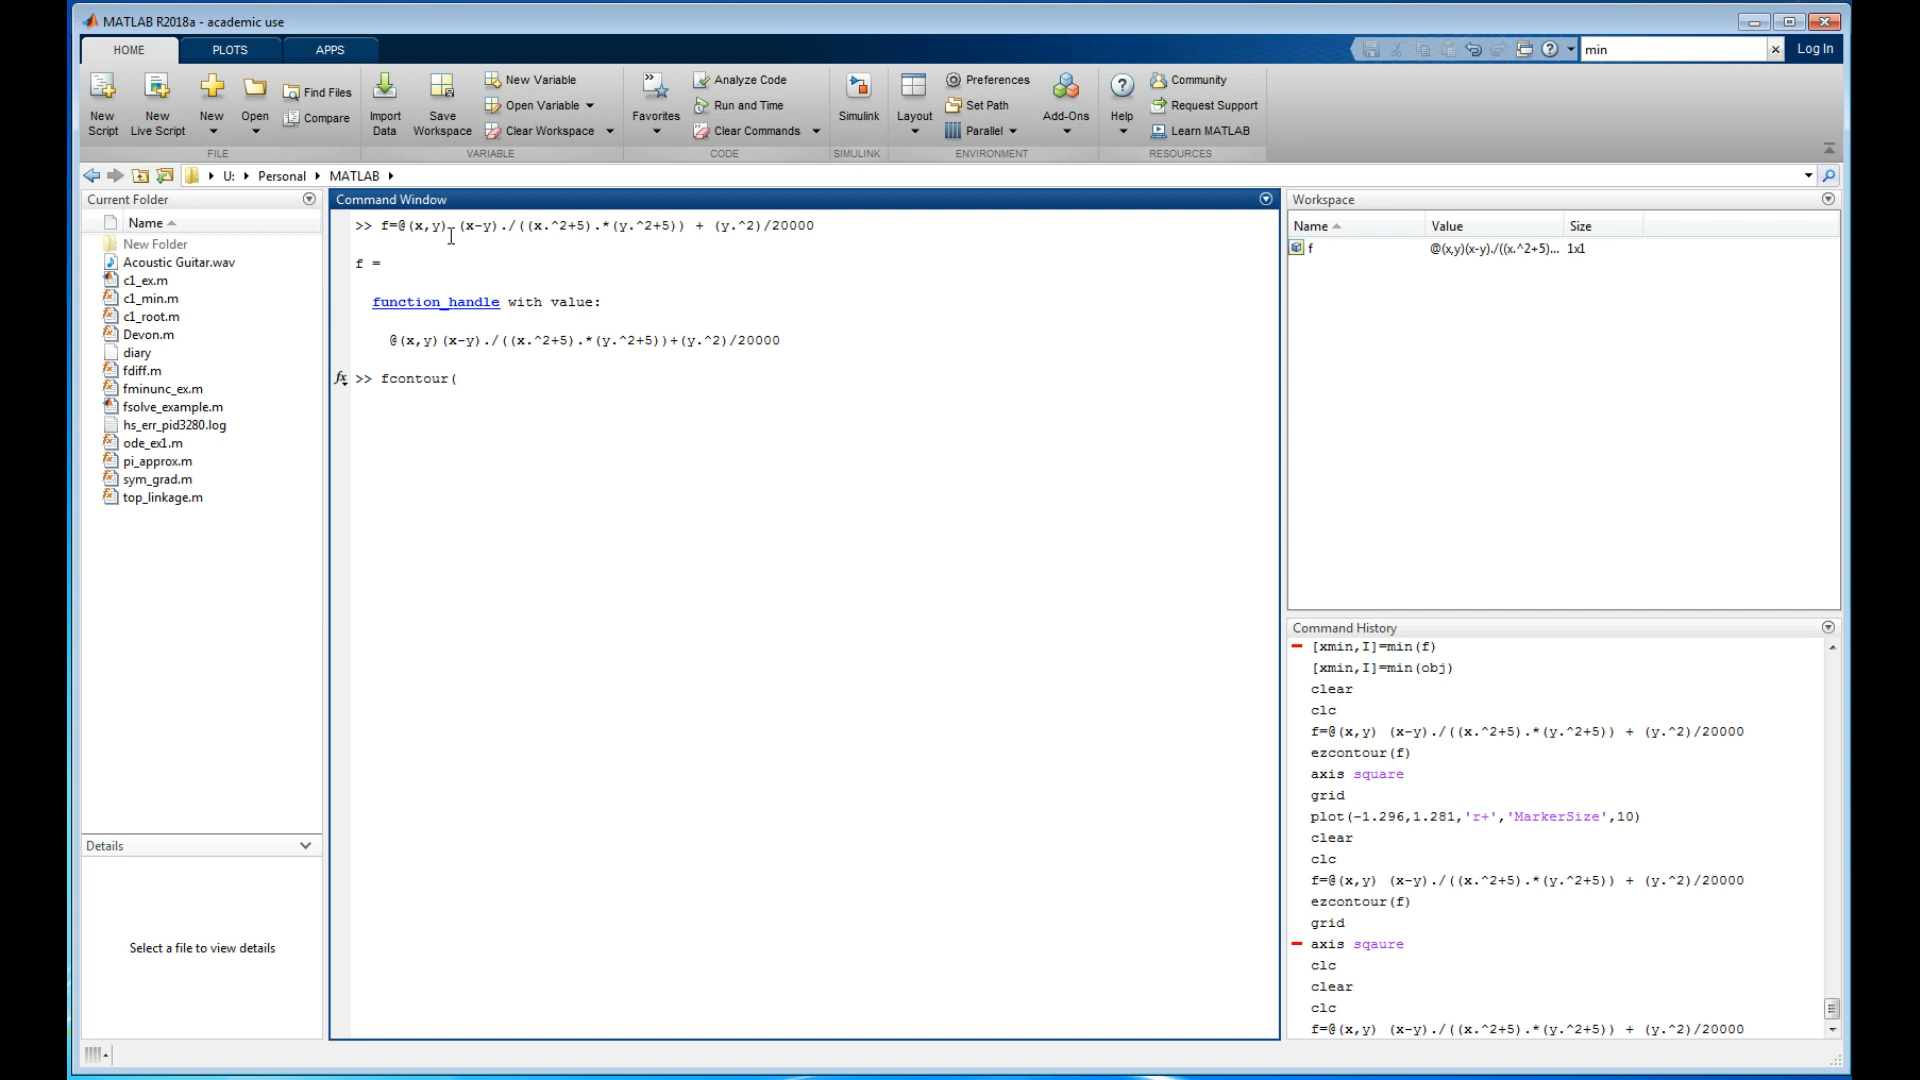 MATLAB R2018a - academic use
HOME PLOTS APPS
min
Log In
New Script
New Live Script
New
Open
Find Files
Compare
Import Data
Save Workspace
New Variable
Open Variable
Clear Workspace
Favorites
Analyze Code
Run and Time
Clear Commands
Simulink
Layout
Preferences
Set Path
Parallel
Add-Ons
Help
Community
Request Support
Learn MATLAB
FILE VARIABLE CODE SIMULINK ENVIRONMENT RESOURCES
U: Personal MATLAB
Current Folder
Name
New Folder
Acoustic Guitar.wav
c1_ex.m
c1_min.m
c1_root.m
Devon.m
diary
fdiff.m
fminunc_ex.m
fsolve_example.m
hs_err_pid3280.log
ode_ex1.m
pi_approx.m
sym_grad.m
top_linkage.m
Details
Select a file to view details
Command Window
>> f=@(x,y) (x-y)./((x.^2+5).*(y.^2+5)) + (y.^2)/20000
f =
function_handle with value:
@(x,y)(x-y)./((x.^2+5).*(y.^2+5))+(y.^2)/20000
fx >> fcontour(
Workspace
Name Value Size
f @(x,y)(x-y)./((x.^2+5)... 1x1
Command History
[xmin,I]=min(f)
[xmin,I]=min(obj)
clear
clc
f=@(x,y) (x-y)./((x.^2+5).*(y.^2+5)) + (y.^2)/20000
ezcontour(f)
axis square
grid
plot(-1.296,1.281,'r+','MarkerSize',10)
clear
clc
f=@(x,y) (x-y)./((x.^2+5).*(y.^2+5)) + (y.^2)/20000
ezcontour(f)
grid
axis sqaure
clc
clear
clc
f=@(x,y) (x-y)./((x.^2+5).*(y.^2+5)) + (y.^2)/20000